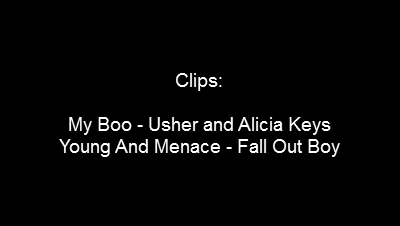 Clips:
My Boo - Usher and Alicia Keys
Young And Menace - Fall Out Boy